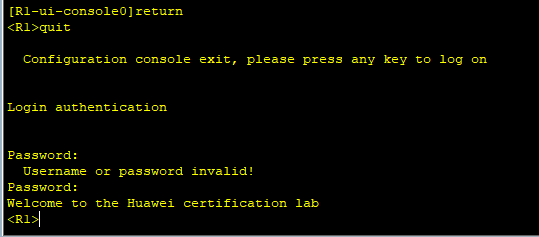 [R1-ui-console0]return
<R1>quit
Configuration console exit, please press any key to log on
Login authentication
Password:
Username or password invalid!
Password:
Welcome to the Huawei certification lab
<R1>